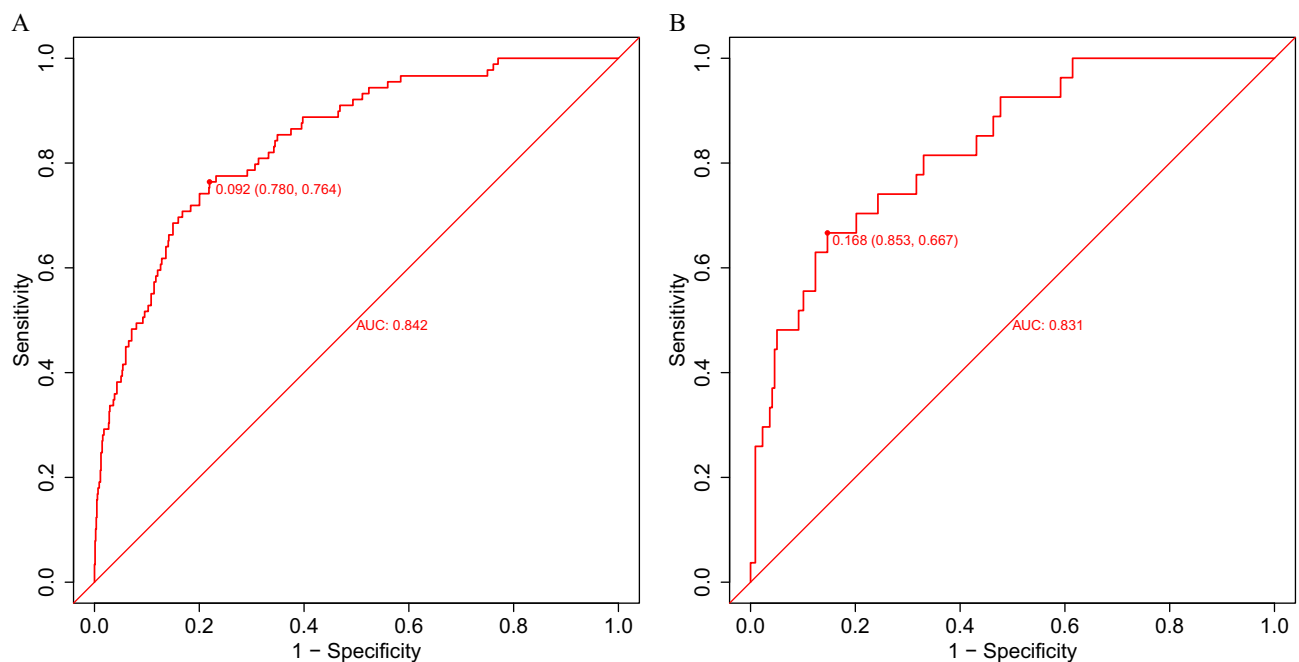 A
1.0
0.8
0.6
0.4
0.2
0.0
Sensitivity
0.092 (0.780, 0.764)
AUC: 0.842
0.0 0.2 0.4 0.6 0.8 1.0
1 − Specificity
B
1.0
0.8
0.6
0.4
0.2
0.0
Sensitivity
0.168 (0.853, 0.667)
AUC: 0.831
0.0 0.2 0.4 0.6 0.8 1.0
1 − Specificity